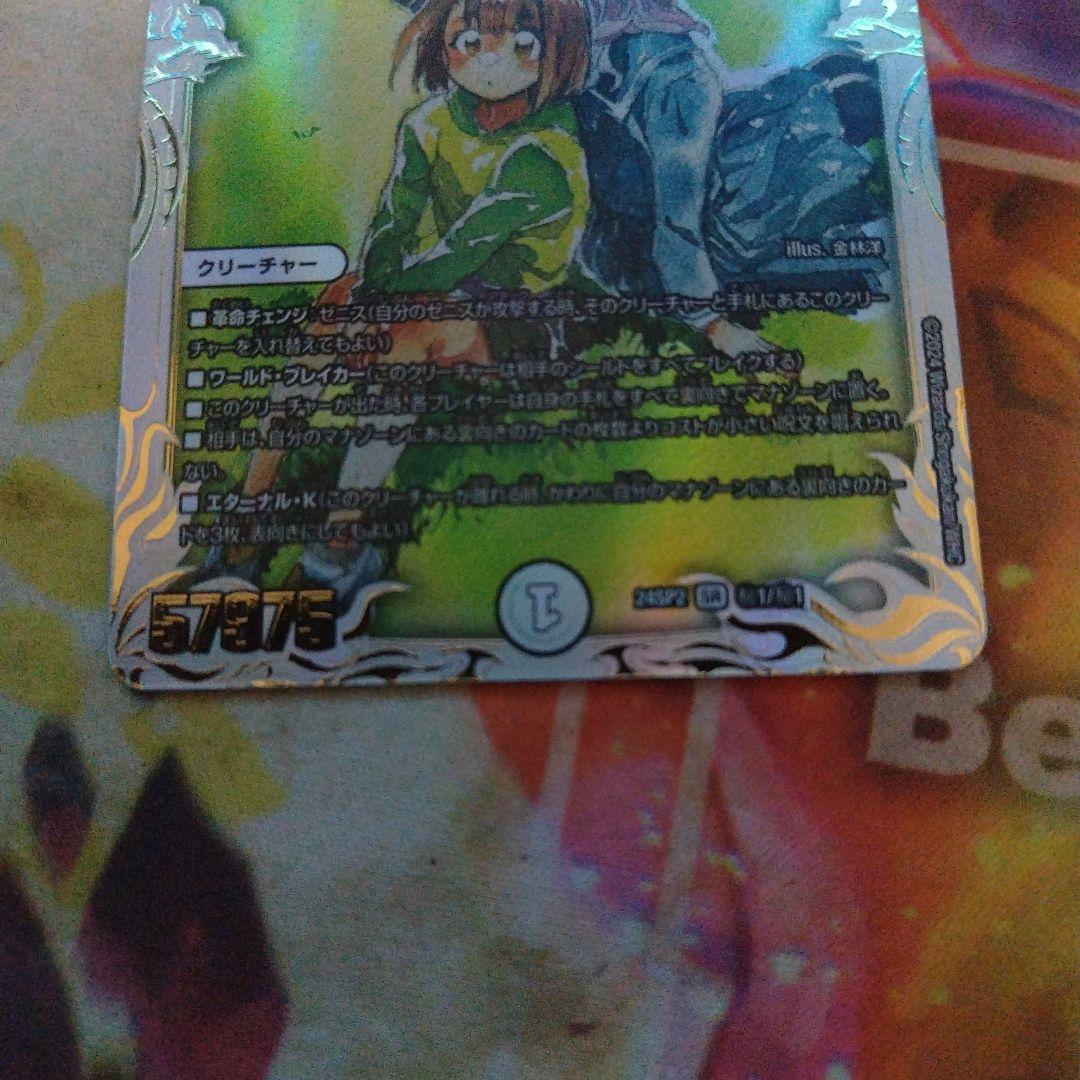 クリーチャー
illus. 金林洋
■ 革命チェンジ:ゼニス(自分のゼニスが攻撃する時、そのクリーチャーと手札にあるこのクリー
チャーを入れ替えてもよい)
■ ワールド・ブレイカー(このクリーチャーは相手のシールドをすべてブレイクする)
■ このクリーチャーが出た時、各プレイヤーは自身の手札をすべて裏向きでマナゾーンに置く。
■ 相手は、自分のマナゾーンにある裏向きのカードの枚数よりコストが小さい呪文を唱えられ
ない。
■ エターナル・K(このクリーチャーが離れる時、かわりに自分のマナゾーンにある裏向きのカー
ドを3枚、表向きにしてもよい)
57975
1
24SP2
©2024 Wizards/Shogakukan/
Be